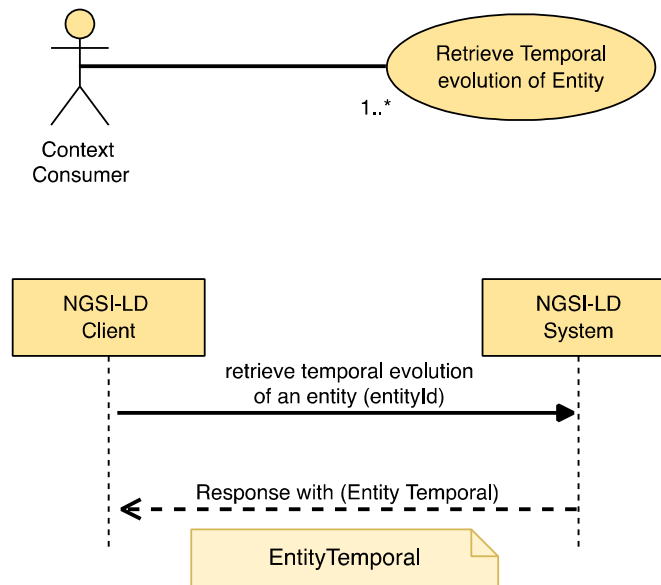 Retrieve Temporal
evolution of Entity
1..*
Context
Consumer
NGSI-LD
Client
NGSI-LD
System
retrieve temporal evolution
of an entity (entityId)
Response with (Entity Temporal)
EntityTemporal